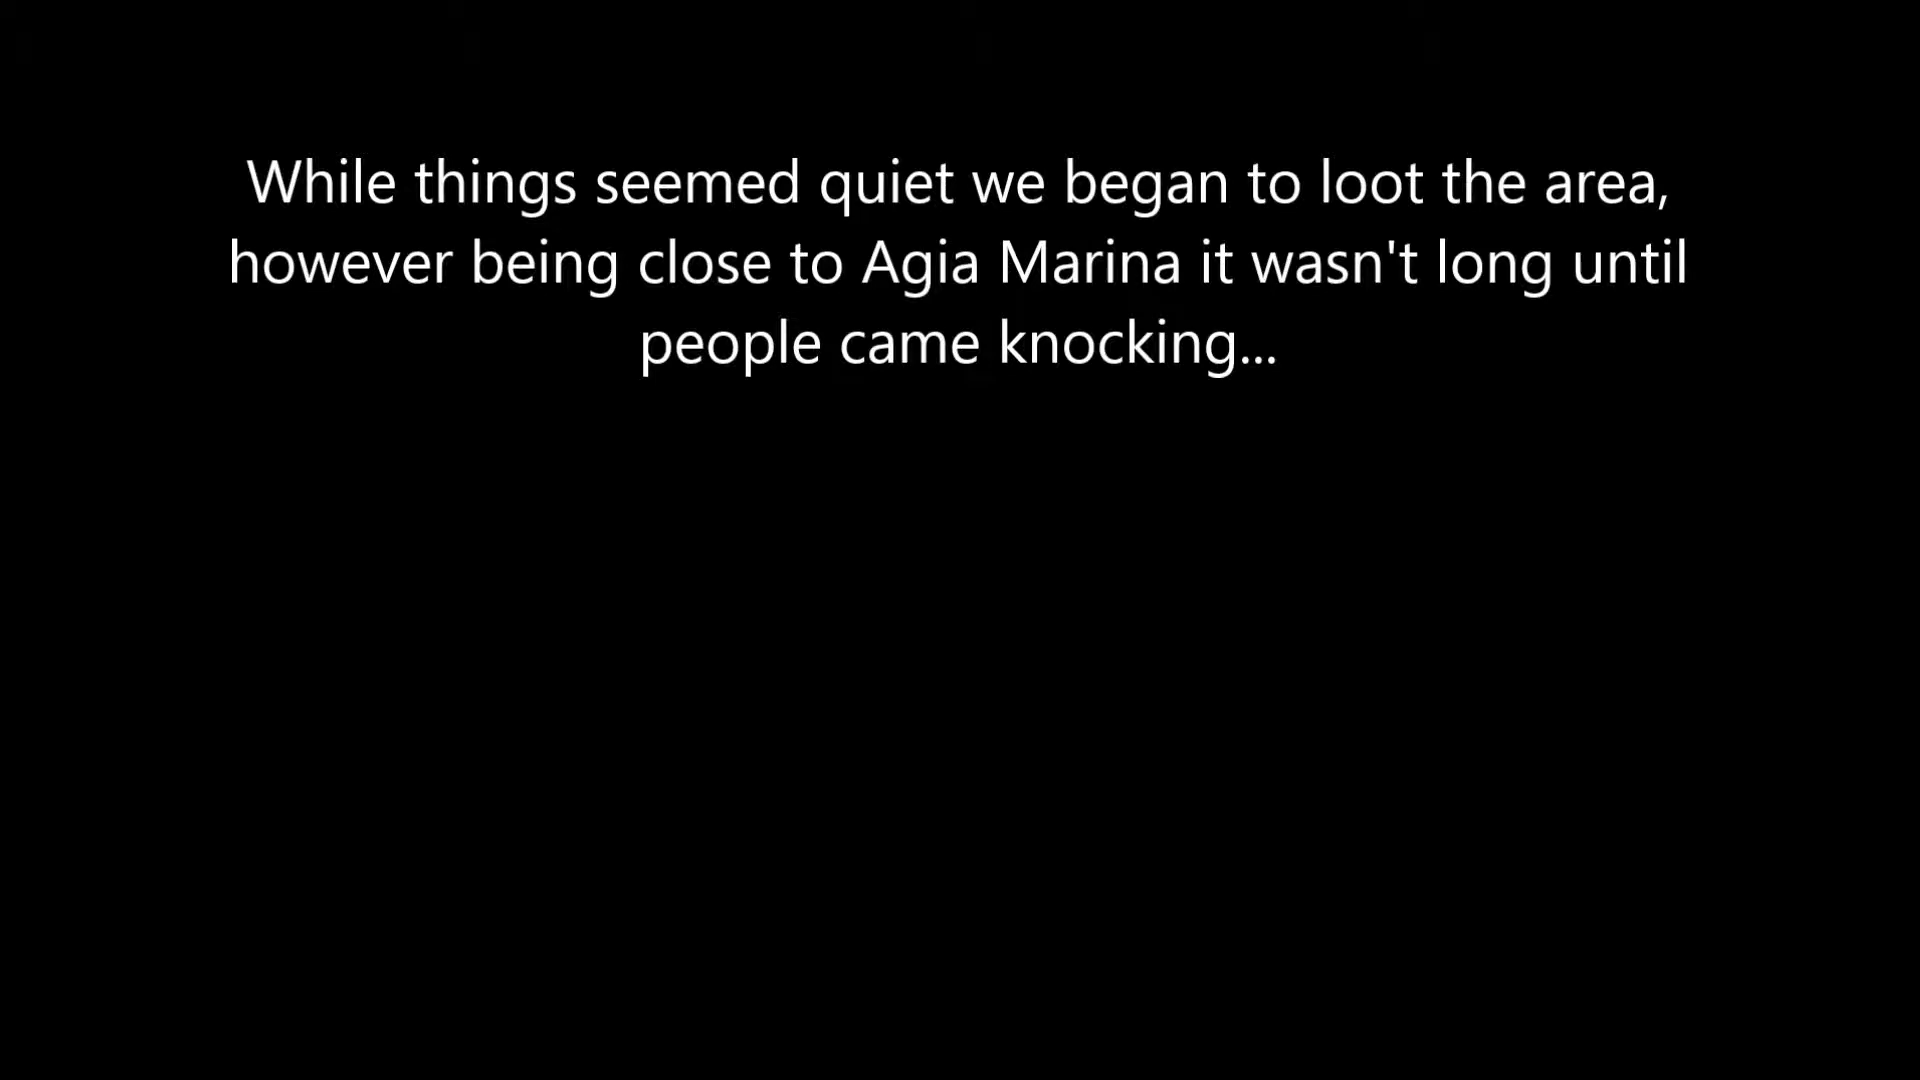 While things seemed quiet we began to loot the area,
however being close to Agia Marina it wasn't long until
people came knocking...